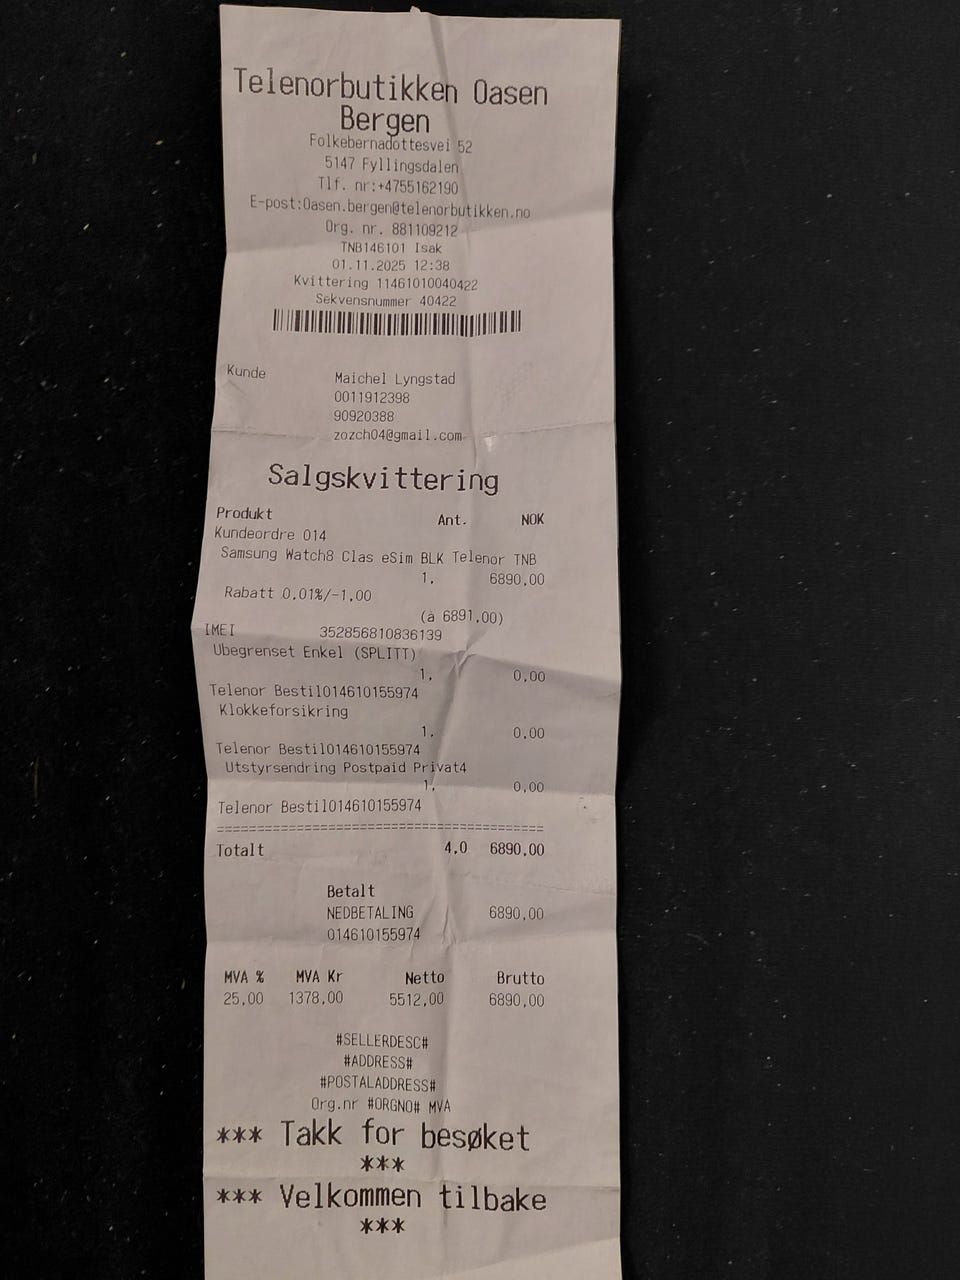 Telenorbutikken Oasen
Bergen
Folkebernadottesvei 52
5147 Fyllingsdalen
Tlf. nr:+4755162190
E-post:Oasen.bergen@telenorbutikken.no
Org. nr. 881109212
TNB146101 Isak
01.11.2025 12:38
Kvittering 11461010040422
Sekvensnummer 40422
Kunde Maichel Lyngstad
0011912398
90920388
zozch04@gmail.com
Salgskvittering
Produkt Ant. NOK
Kundeordre 014
Samsung Watch8 Clas eSim BLK Telenor TNB
1, 6890,00
Rabatt 0,01%/-1,00
(à 6891,00)
IMEI 352856810836139
Ubegrenset Enkel (SPLITT)
1, 0,00
Telenor Bestil014610155974
Klokkeforsikring
1, 0,00
Telenor Bestil014610155974
Utstyrsendring Postpaid Privat4
1, 0,00
Telenor Bestil014610155974
=========================================
Totalt 4,0 6890,00
Betalt
NEDBETALING 6890,00
014610155974
MVA % MVA Kr Netto Brutto
25,00 1378,00 5512,00 6890,00
#SELLERDESC#
#ADDRESS#
#POSTALADDRESS#
Org.nr #ORGNO# MVA
*** Takk for besøket
***
*** Velkommen tilbake
***